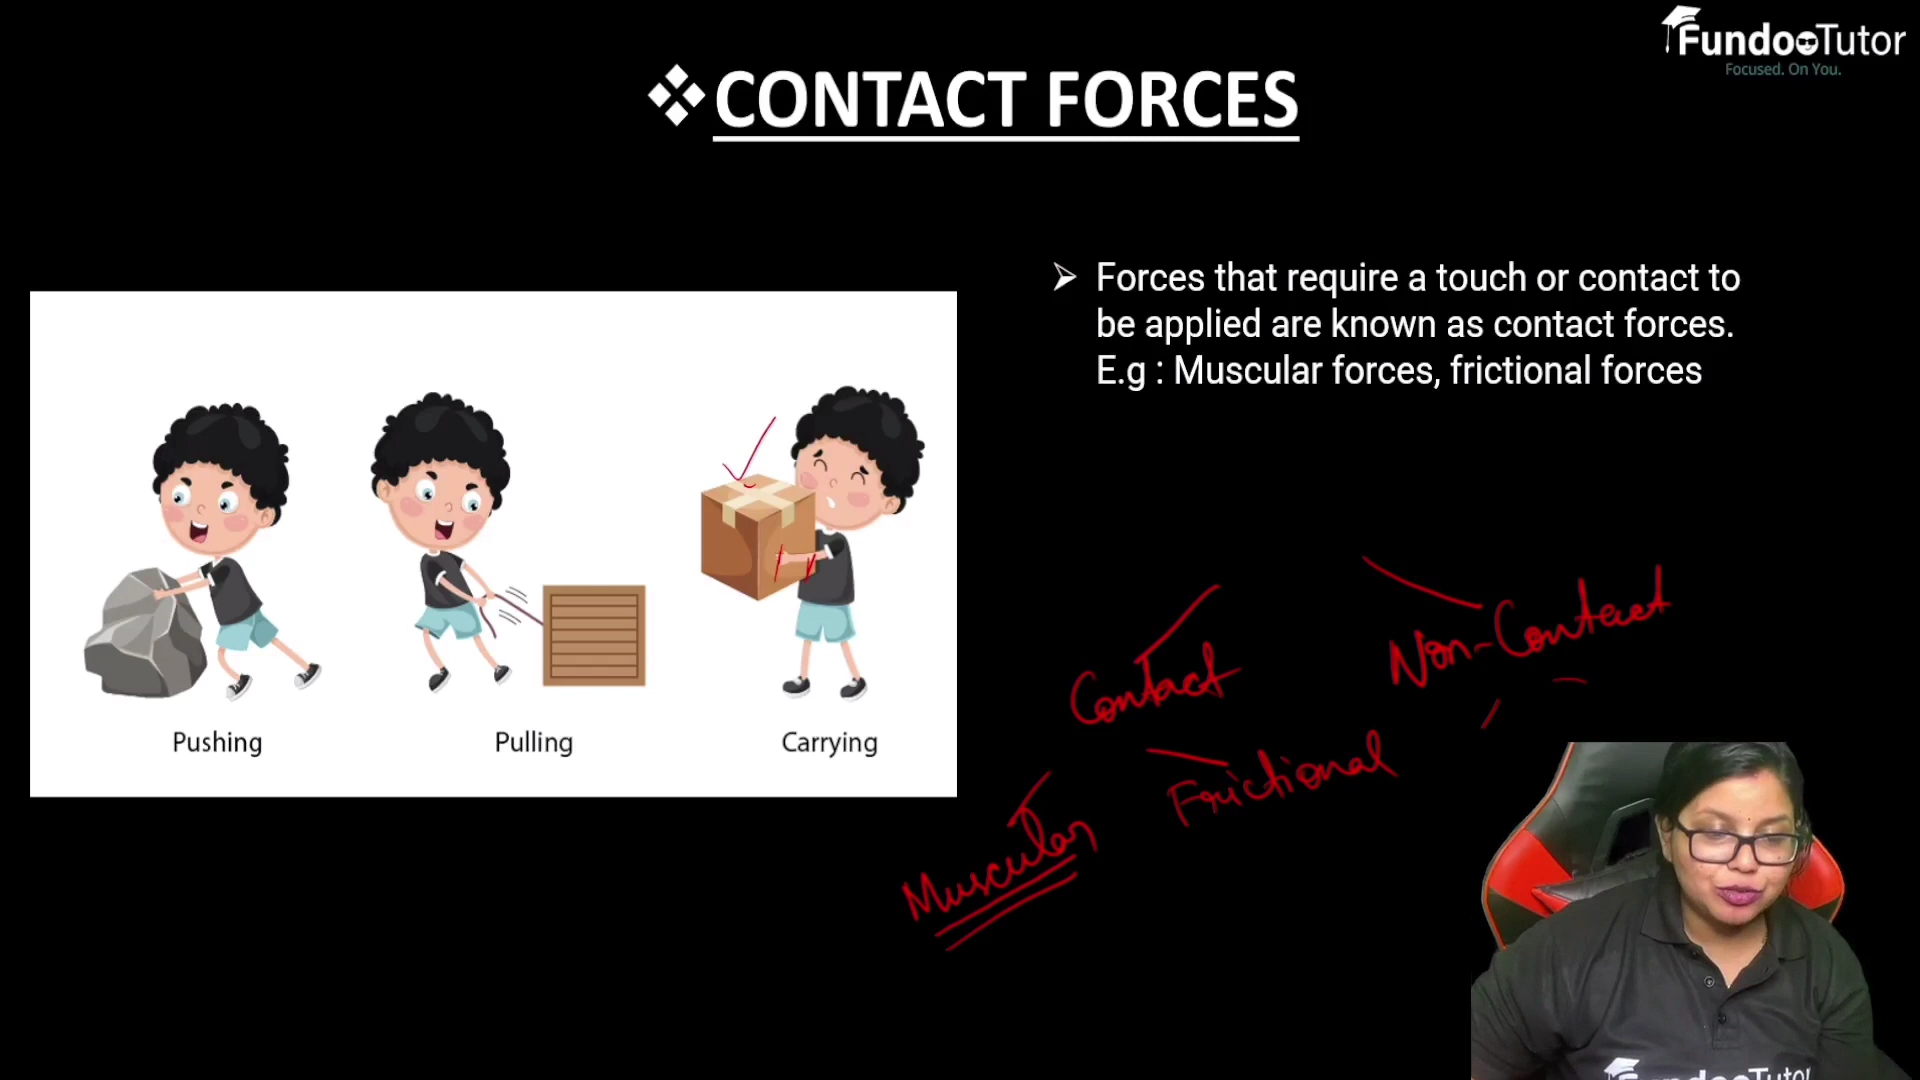 FundooTutor
Focused. On You.
❖CONTACT FORCES
➢ Forces that require a touch or contact to
be applied are known as contact forces.
E.g : Muscular forces, frictional forces
Pushing
Pulling
Carrying
Contact
Non-Contact
Muscular
Frictional
FundooTutor